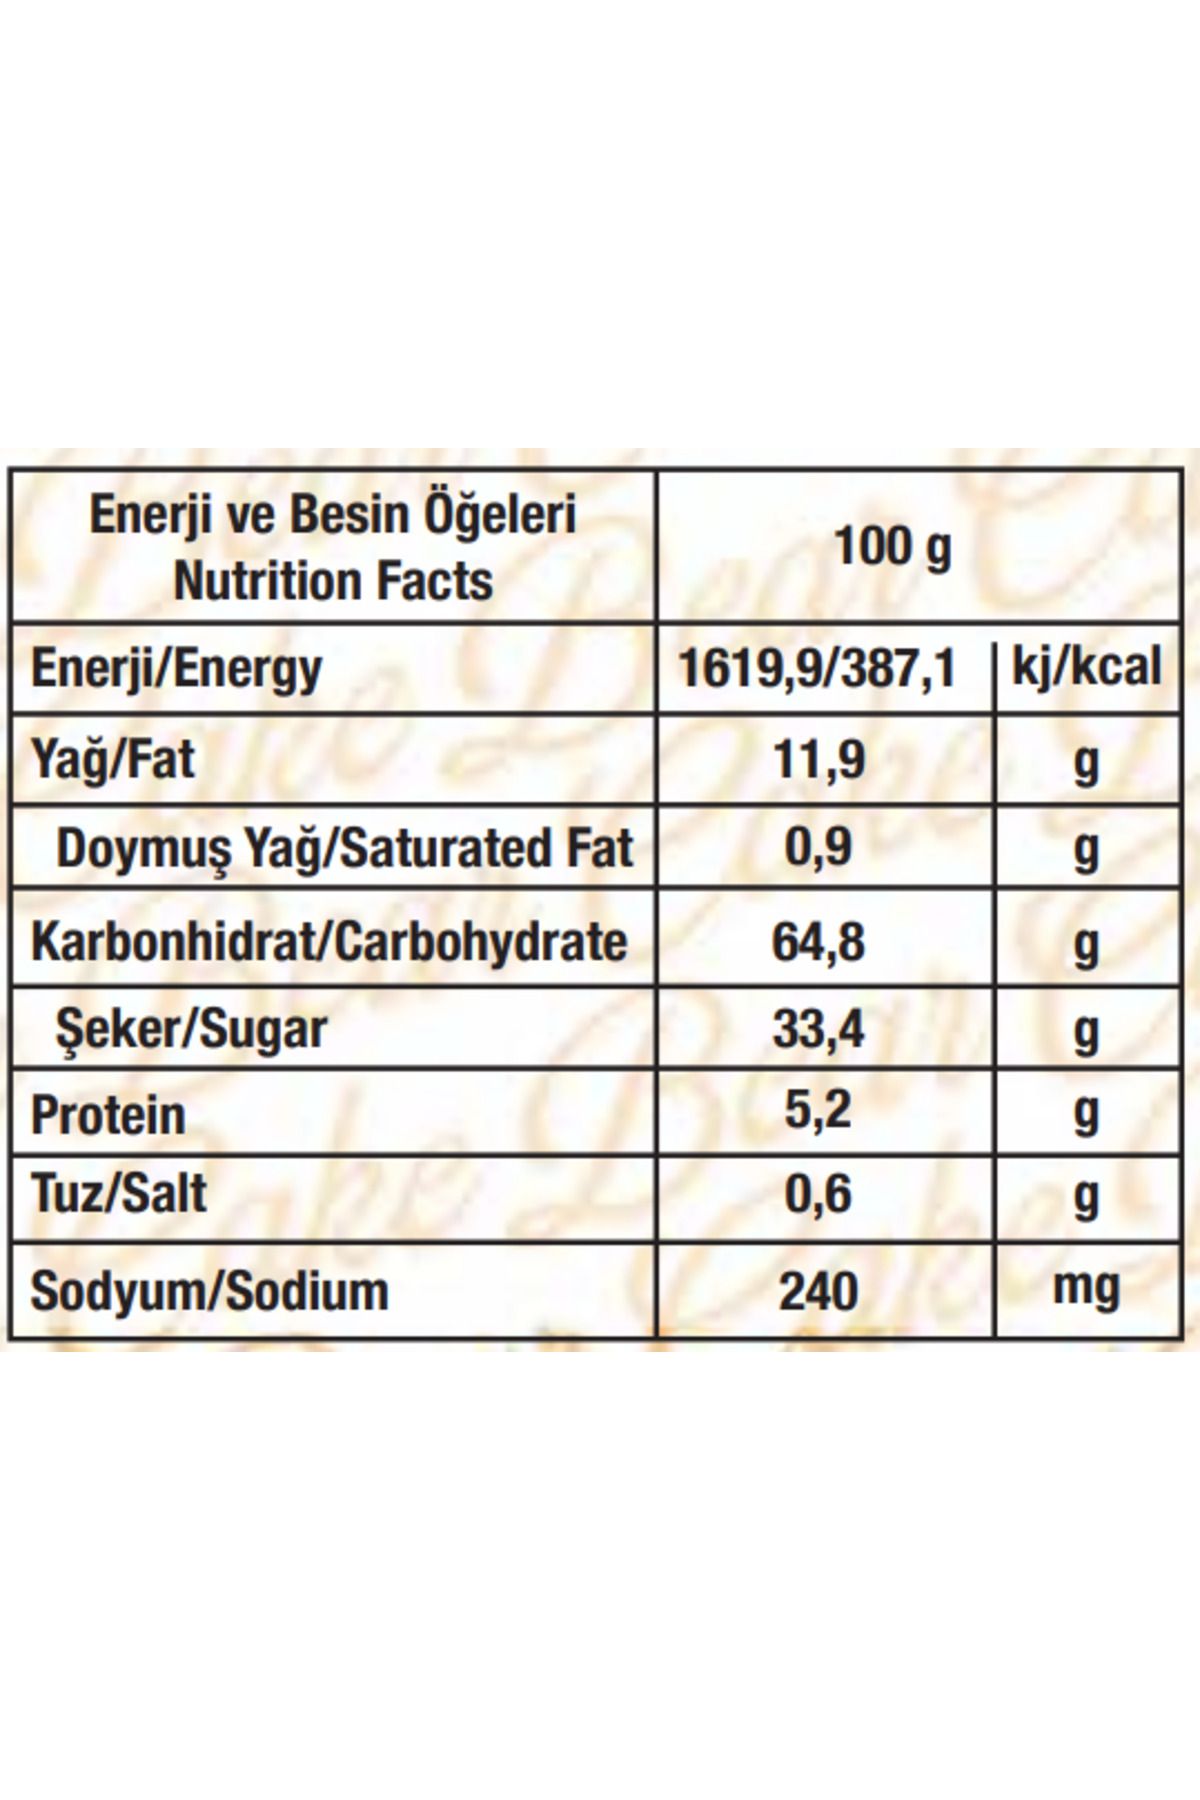 Enerji ve Besin Öğeleri
Nutrition Facts
100 g
Enerji/Energy 1619,9/387,1 kj/kcal
Yağ/Fat 11,9 g
Doymuş Yağ/Saturated Fat 0,9 g
Karbonhidrat/Carbohydrate 64,8 g
Şeker/Sugar 33,4 g
Protein 5,2 g
Tuz/Salt 0,6 g
Sodyum/Sodium 240 mg